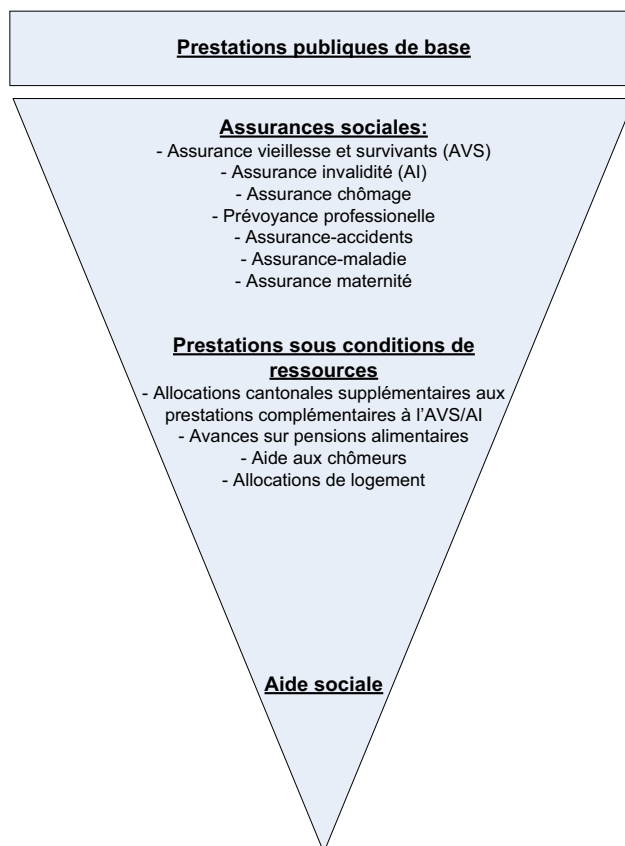 Prestations publiques de base
Assurances sociales:
- Assurance vieillesse et survivants (AVS)
- Assurance invalidité (AI)
- Assurance chômage
- Prévoyance professionelle
- Assurance-accidents
- Assurance-maladie
- Assurance maternité
Prestations sous conditions de
ressources
- Allocations cantonales supplémentaires aux
prestations complémentaires à l'AVS/AI
- Avances sur pensions alimentaires
- Aide aux chômeurs
- Allocations de logement
Aide sociale